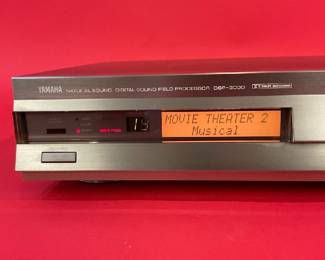 YAMAHA NATURAL SOUND DIGITAL SOUND FIELD PROCESSOR DSP-3000
15
MOVIE THEATER 2
Musical